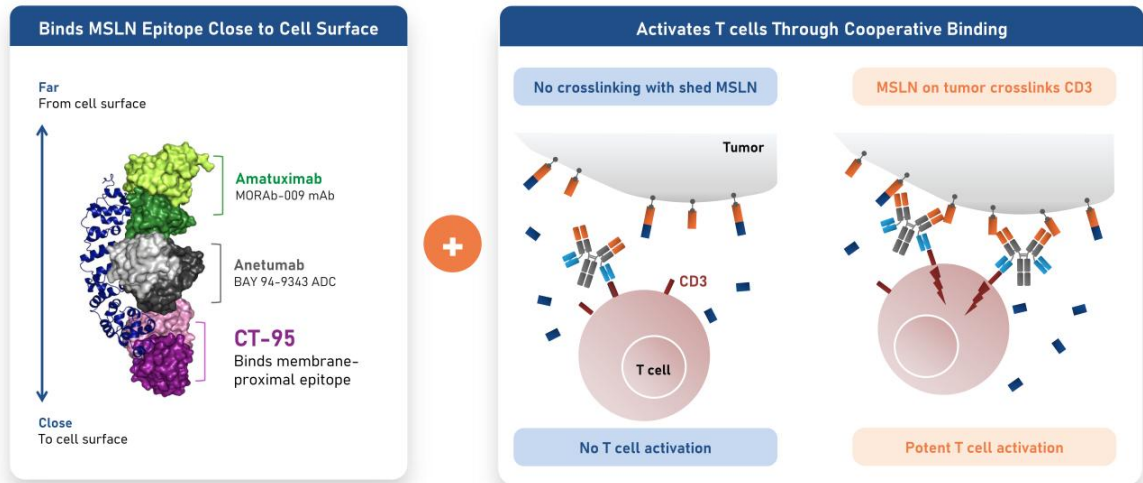 Binds MSLN Epitope Close to Cell Surface
Far
From cell surface
Amatuximab
MORAb-009 mAb
Anetumab
BAY 94-9343 ADC
CT-95
Binds membrane-
proximal epitope
Close
To cell surface
+
Activates T cells Through Cooperative Binding
No crosslinking with shed MSLN
MSLN on tumor crosslinks CD3
Tumor
CD3
T cell
No T cell activation
Potent T cell activation